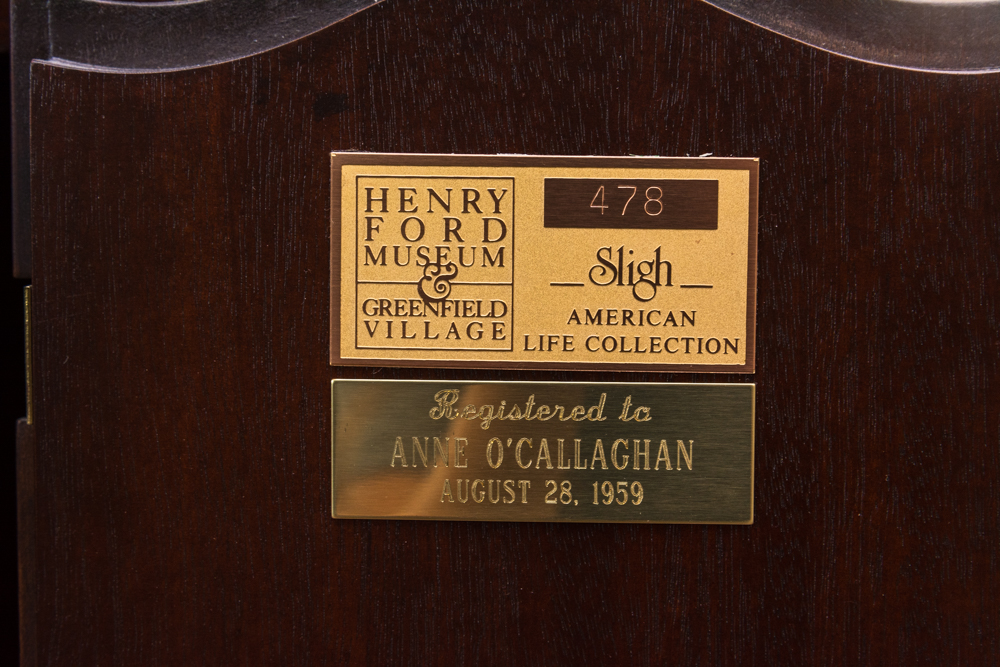 HENRY
FORD
MUSEUM
&
GREENFIELD
VILLAGE
478
Sligh
AMERICAN
LIFE COLLECTION
Registered to
ANNE O'CALLAGHAN
AUGUST 28, 1959